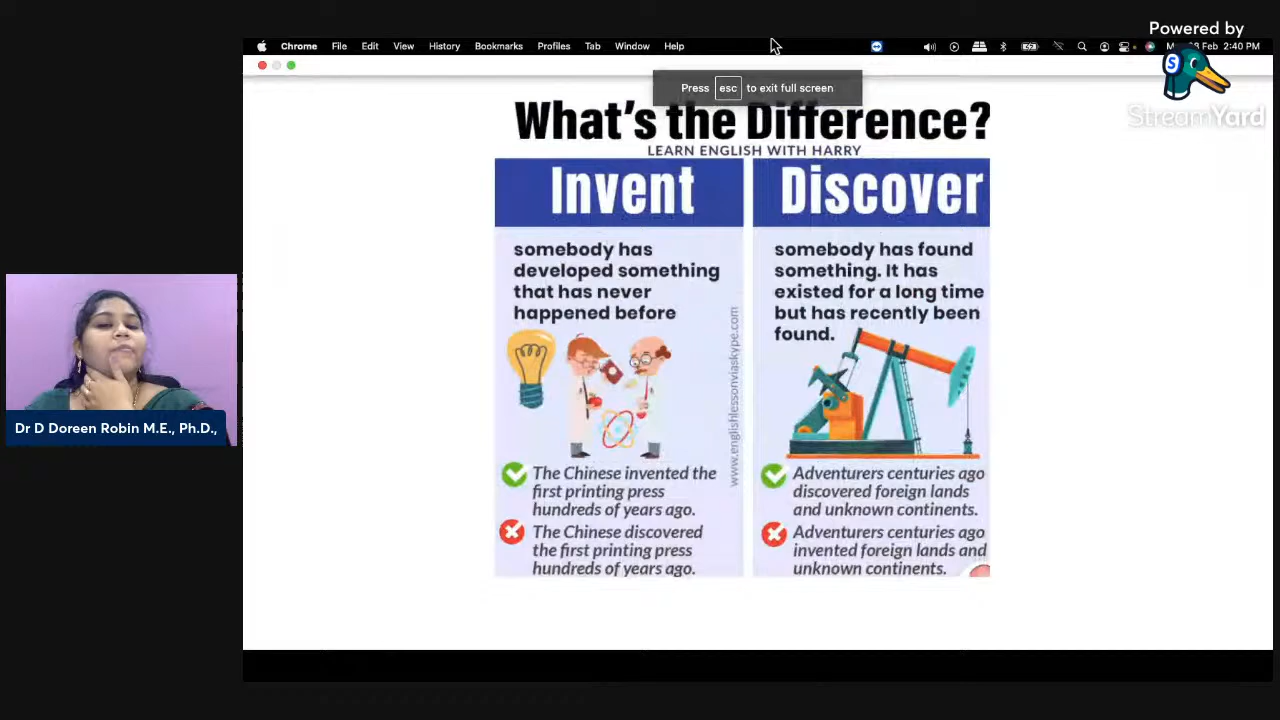 Powered by
StreamYard
Chrome File Edit View History Bookmarks Profiles Tab Window Help
Feb 2:40 PM
Press esc to exit full screen
What's the Difference?
LEARN ENGLISH WITH HARRY
Invent
somebody has
developed something
that has never
happened before
www.englishlessonviaskype.com
The Chinese invented the
first printing press
hundreds of years ago.
The Chinese discovered
the first printing press
hundreds of years ago.
Discover
somebody has found
something. It has
existed for a long time
but has recently been
found.
Adventurers centuries ago
discovered foreign lands
and unknown continents.
Adventurers centuries ago
invented foreign lands and
unknown continents.
Dr D Doreen Robin M.E., Ph.D.,